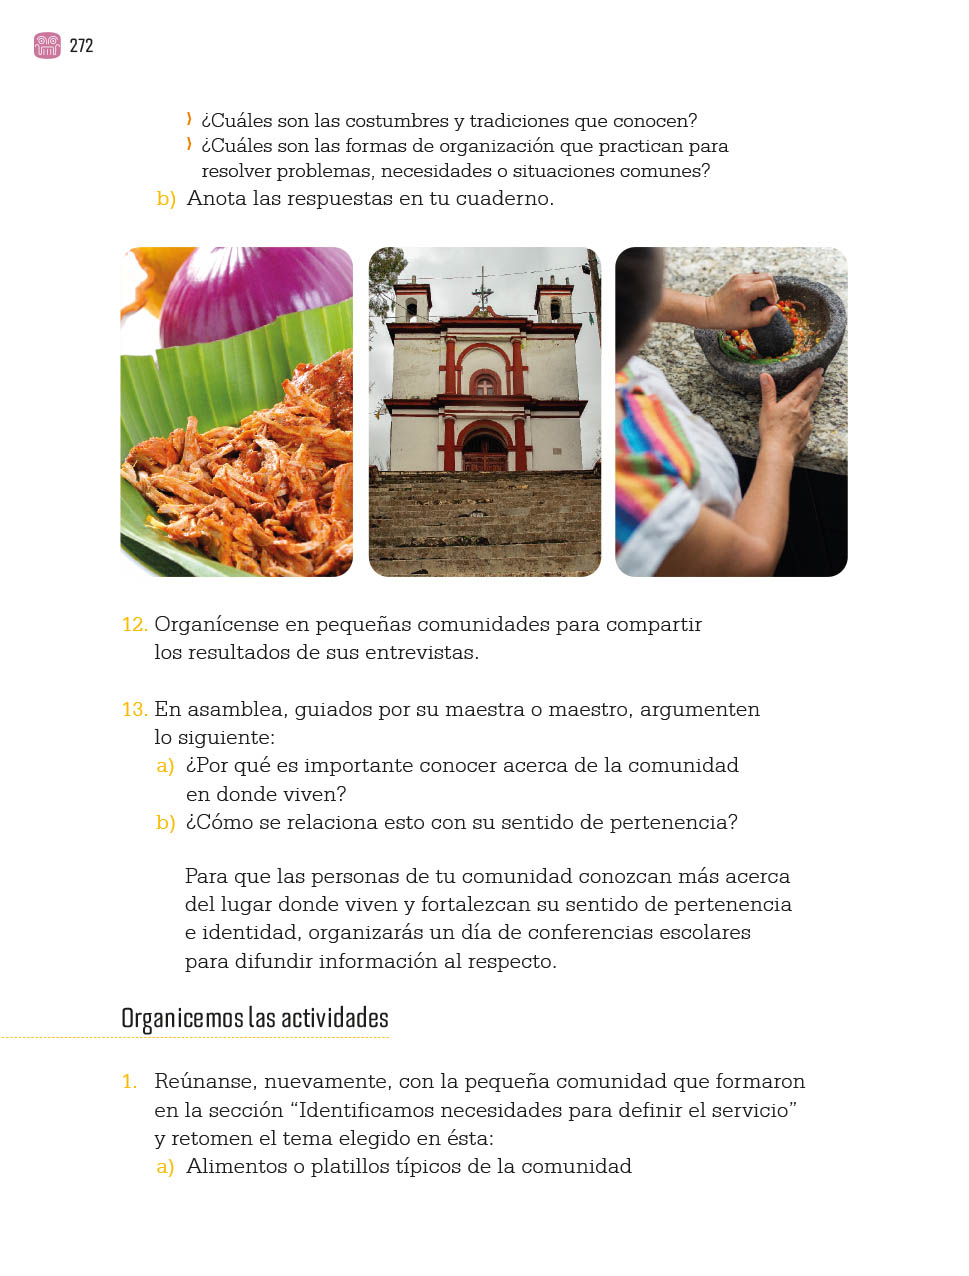 272
¿Cuáles son las costumbres y tradiciones que conocen?
¿Cuáles son las formas de organización que practican para
resolver problemas, necesidades o situaciones comunes?
b) Anota las respuestas en tu cuaderno.
12. Organícense en pequeñas comunidades para compartir
los resultados de sus entrevistas.
13. En asamblea, guiados por su maestra o maestro, argumenten
lo siguiente:
a) ¿Por qué es importante conocer acerca de la comunidad
en donde viven?
b) ¿Cómo se relaciona esto con su sentido de pertenencia?
Para que las personas de tu comunidad conozcan más acerca
del lugar donde viven y fortalezcan su sentido de pertenencia
e identidad, organizarás un día de conferencias escolares
para difundir información al respecto.
Organicemos las actividades
1. Reúnanse, nuevamente, con la pequeña comunidad que formaron
en la sección “Identificamos necesidades para definir el servicio”
y retomen el tema elegido en ésta:
a) Alimentos o platillos típicos de la comunidad